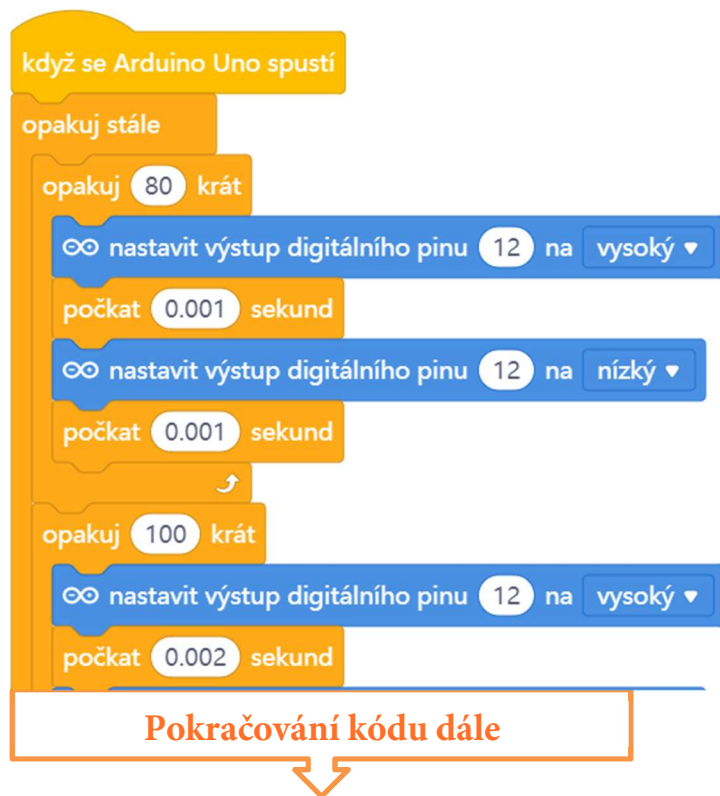 když se Arduino Uno spustí
opakuj stále
opakuj 80 krát
nastavit výstup digitálního pinu 12 na vysoký
počkat 0.001 sekund
nastavit výstup digitálního pinu 12 na nízký
počkat 0.001 sekund
opakuj 100 krát
nastavit výstup digitálního pinu 12 na vysoký
počkat 0.002 sekund
Pokračování kódu dále